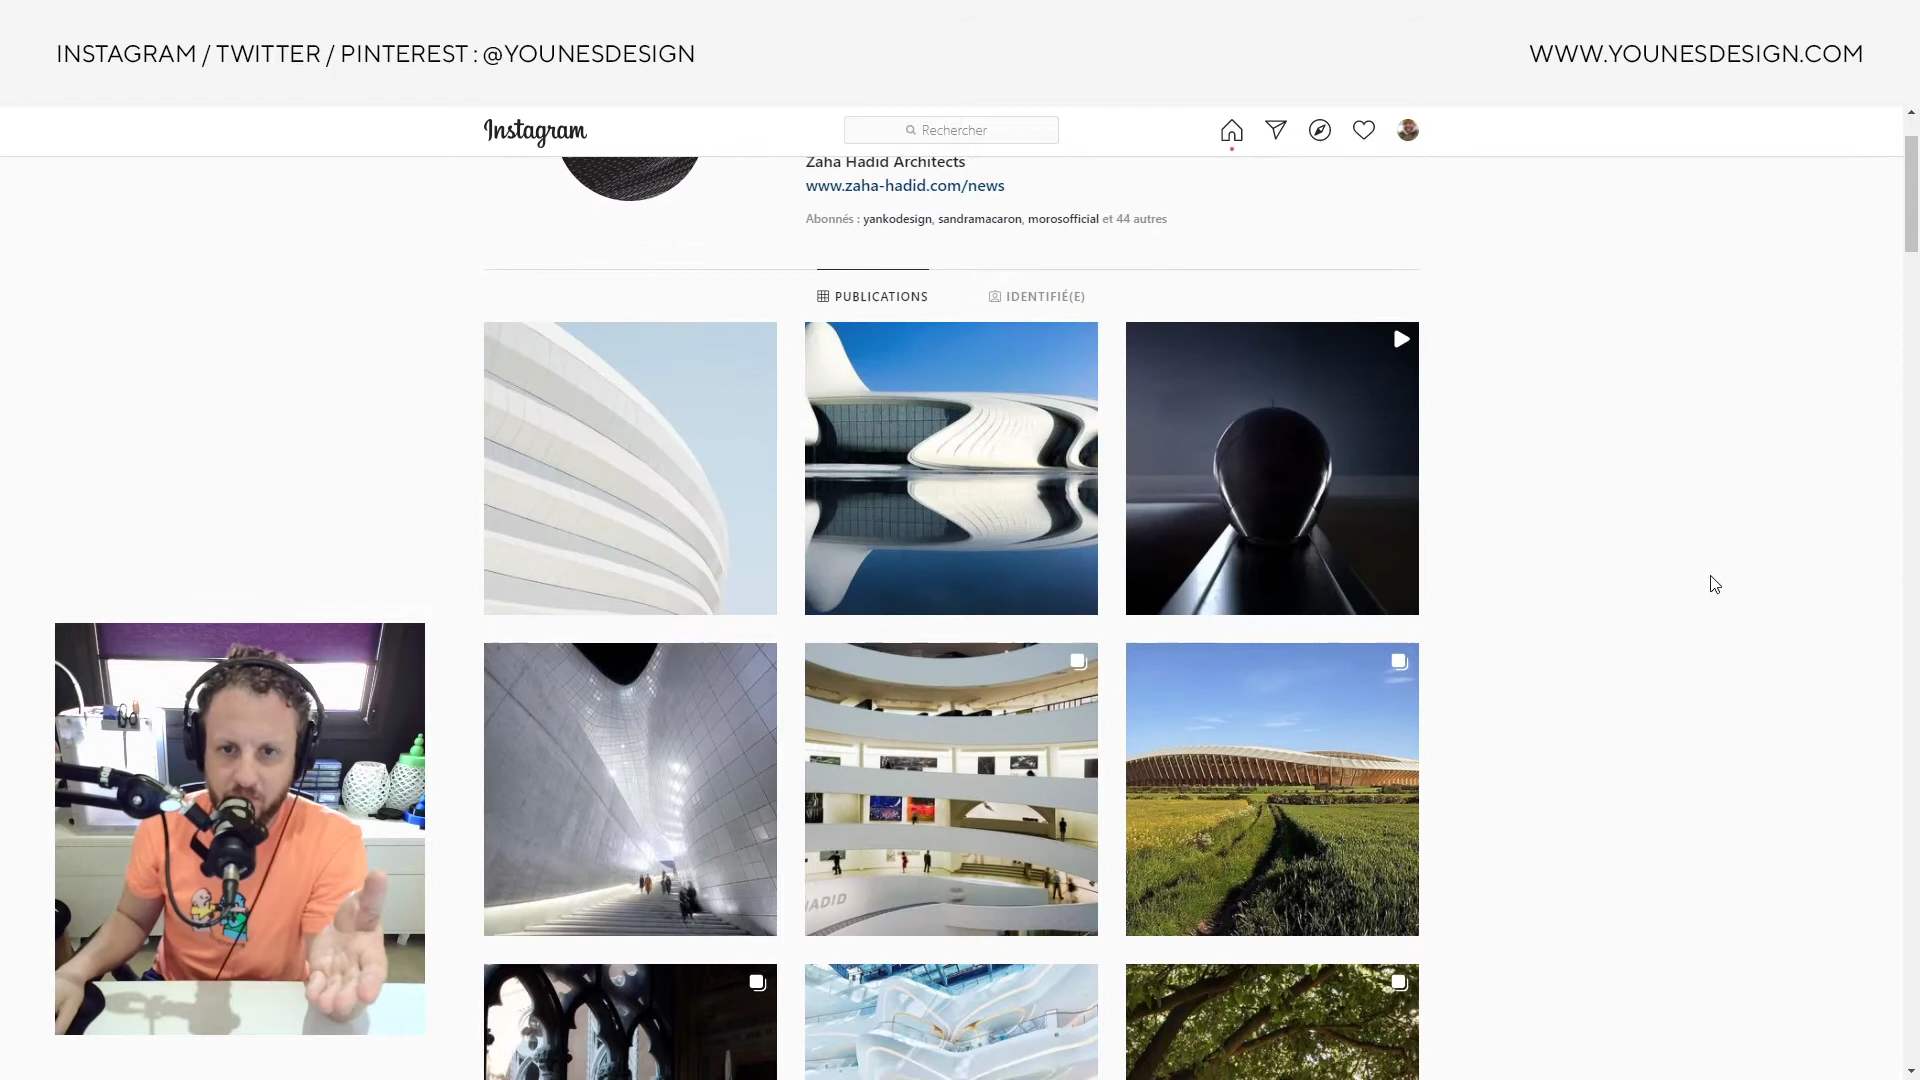 INSTAGRAM / TWITTER / PINTEREST : @YOUNESDESIGN
WWW.YOUNESDESIGN.COM
Instagram
Rechercher
Zaha Hadid Architects
www.zaha-hadid.com/news
Abonnés : yankodesign, sandramacaron, morosofficial et 44 autres
PUBLICATIONS
IDENTIFIÉ(E)
HADID